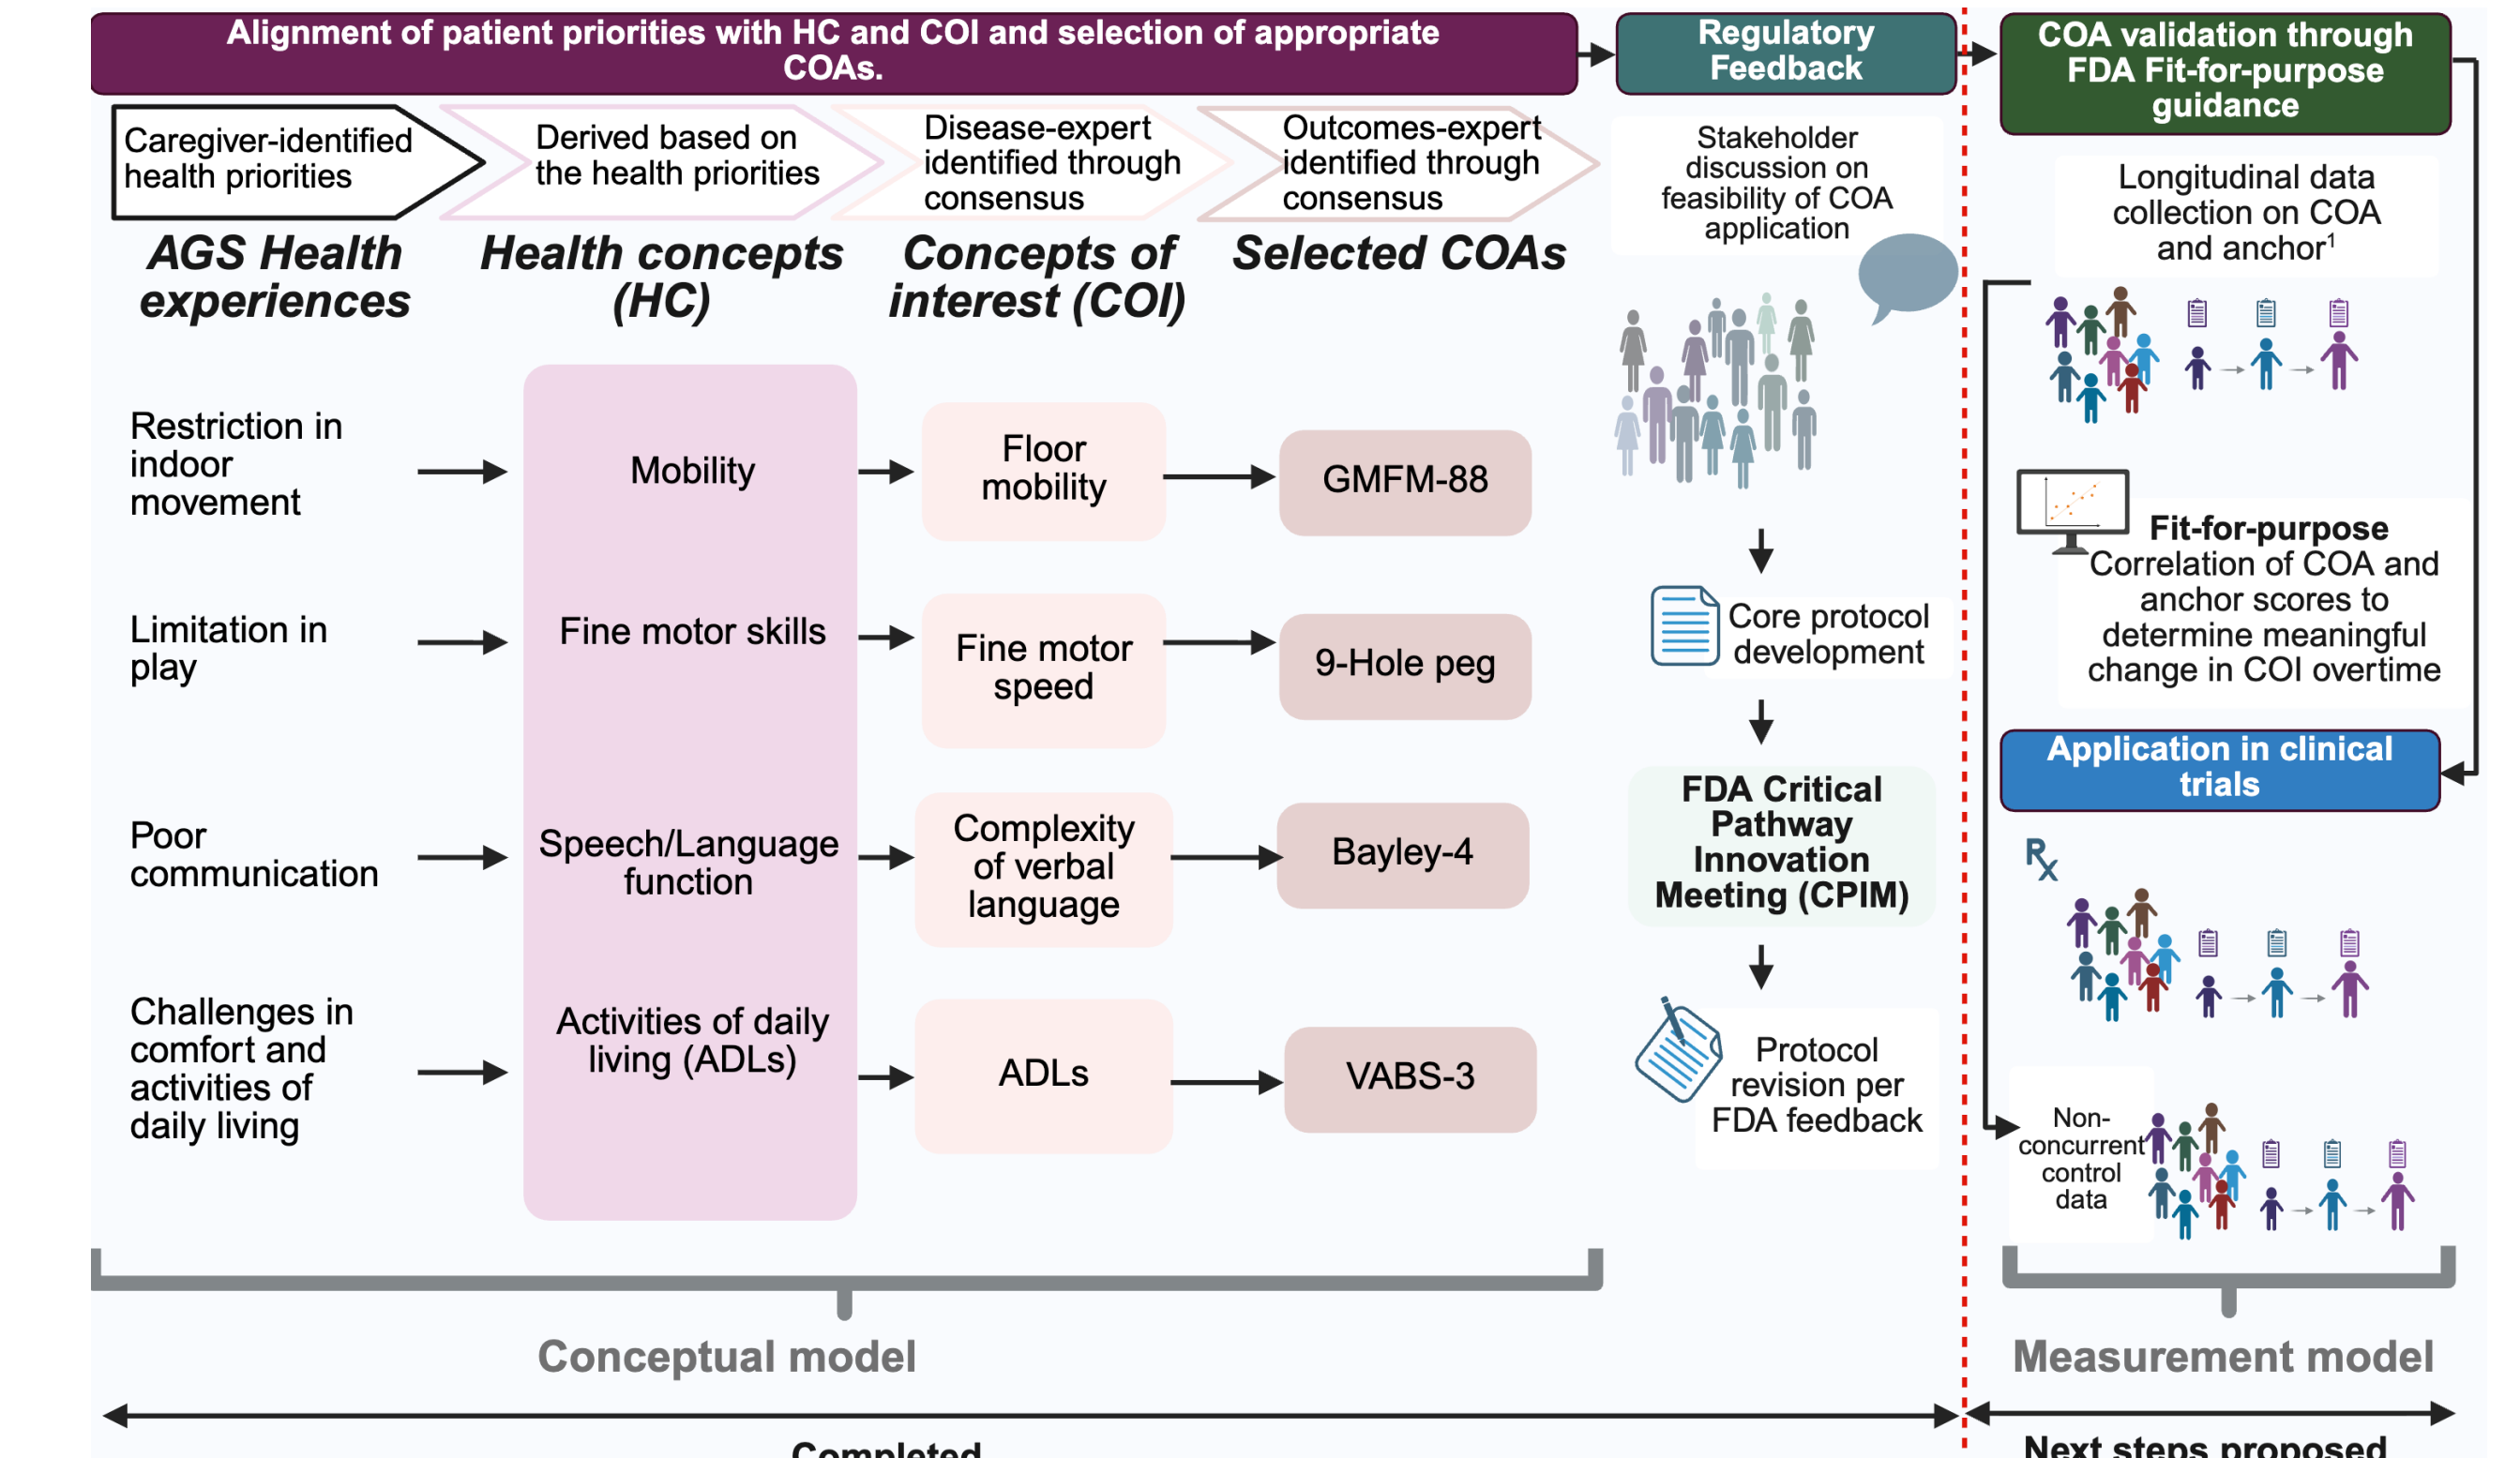 Alignment of patient priorities with HC and COI and selection of appropriate
COAs.
Regulatory
Feedback
COA validation through
FDA Fit-for-purpose
guidance
Caregiver-identified
health priorities
Derived based on
the health priorities
Disease-expert
identified through
consensus
Outcomes-expert
identified through
consensus
AGS Health
experiences
Health concepts
(HC)
Concepts of
interest (COI)
Selected COAs
Restriction in
indoor
movement
Mobility
Floor
mobility
GMFM-88
Limitation in
play
Fine motor skills
Fine motor
speed
9-Hole peg
Poor
communication
Speech/Language
function
Complexity
of verbal
language
Bayley-4
Challenges in
comfort and
activities of
daily living
Activities of daily
living (ADLs)
ADLs
VABS-3
Stakeholder
discussion on
feasibility of COA
application
Core protocol
development
FDA Critical
Pathway
Innovation
Meeting (CPIM)
Protocol
revision per
FDA feedback
Longitudinal data
collection on COA
and anchor¹
Fit-for-purpose
Correlation of COA and
anchor scores to
determine meaningful
change in COI overtime
Application in clinical
trials
Rx
Non-
concurrent
control
data
Conceptual model
Measurement model
Completed
Next steps proposed